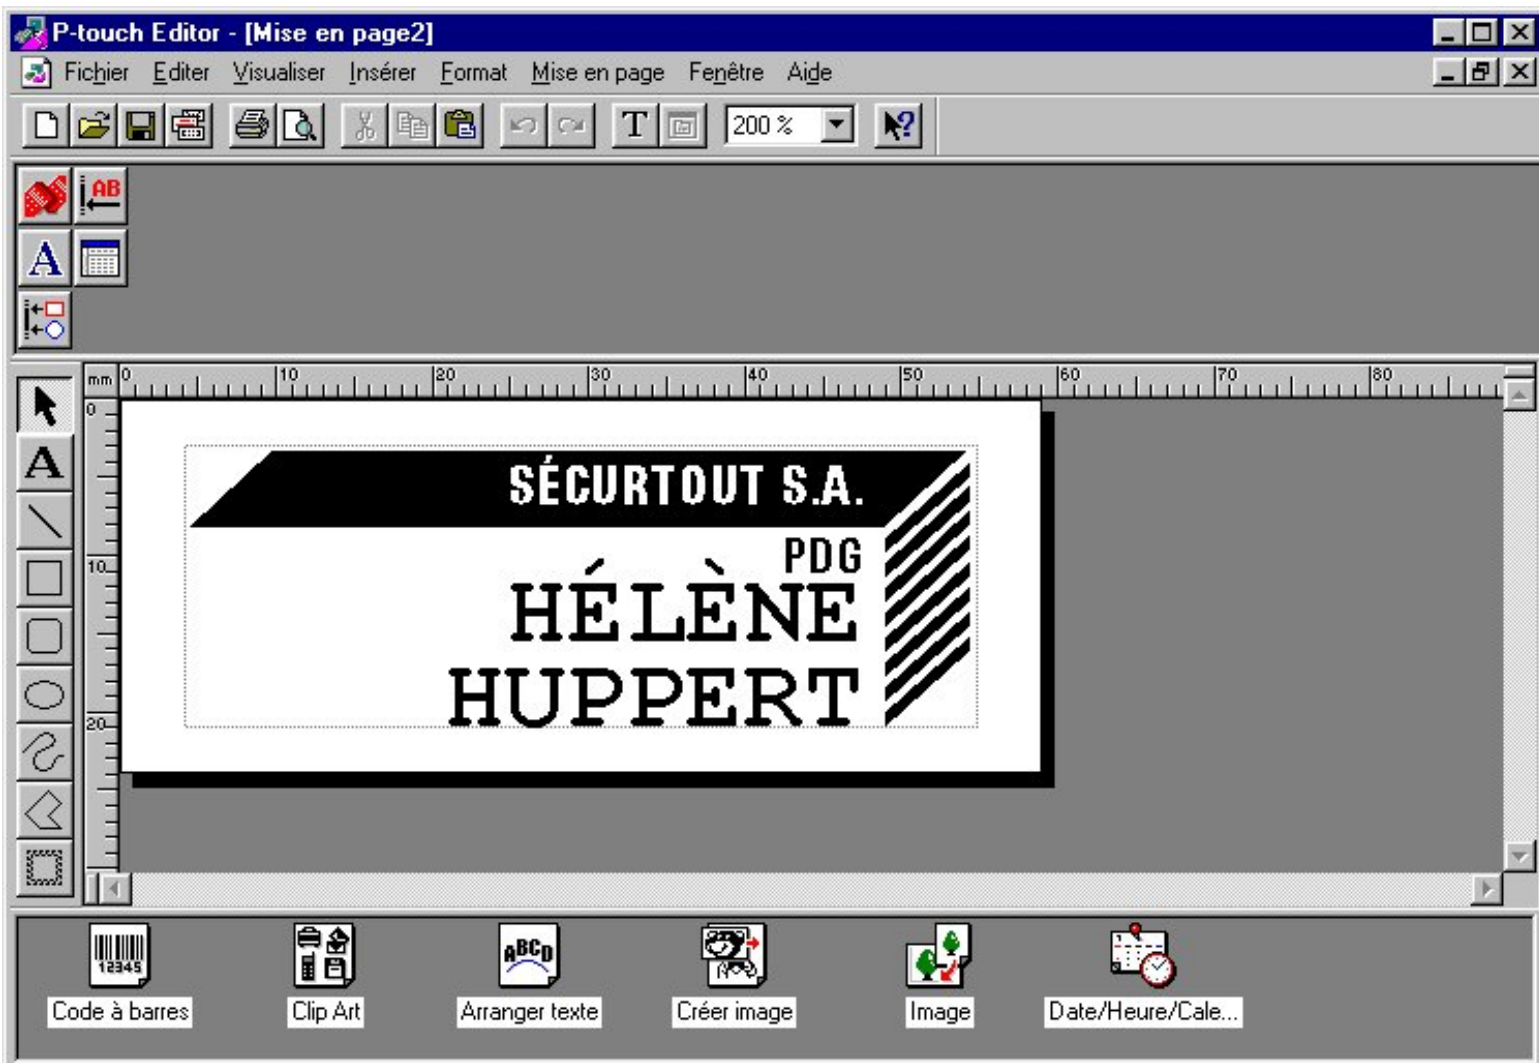 P-touch Editor - [Mise en page2]
Fichier Editer Visualiser Insérer Format Mise en page Fenêtre Aide
T 200 % ?
AB
A
mm 0 10 20 30 40 50 60 70 80
0
A
SÉCURTOUT S.A.
PDG
10
HÉLÈNE
HUPPERT
20
12345
ABCD
Code à barres Clip Art Arranger texte Créer image Image Date/Heure/Cale...